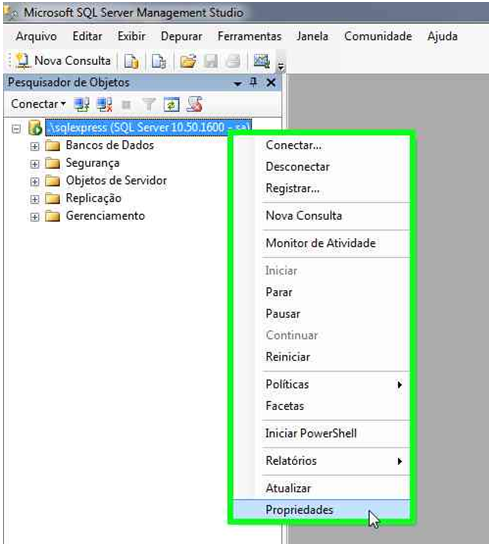 Microsoft SQL Server Management Studio
Arquivo Editar Exibir Depurar Ferramentas Janela Comunidade Ajuda
Nova Consulta
Pesquisador de Objetos
Conectar
.\sqlexpress (SQL Server 10.50.1600 - sa)
Bancos de Dados
Segurança
Objetos de Servidor
Replicação
Gerenciamento
Conectar...
Desconectar
Registrar...
Nova Consulta
Monitor de Atividade
Iniciar
Parar
Pausar
Continuar
Reiniciar
Políticas
Facetas
Iniciar PowerShell
Relatórios
Atualizar
Propriedades